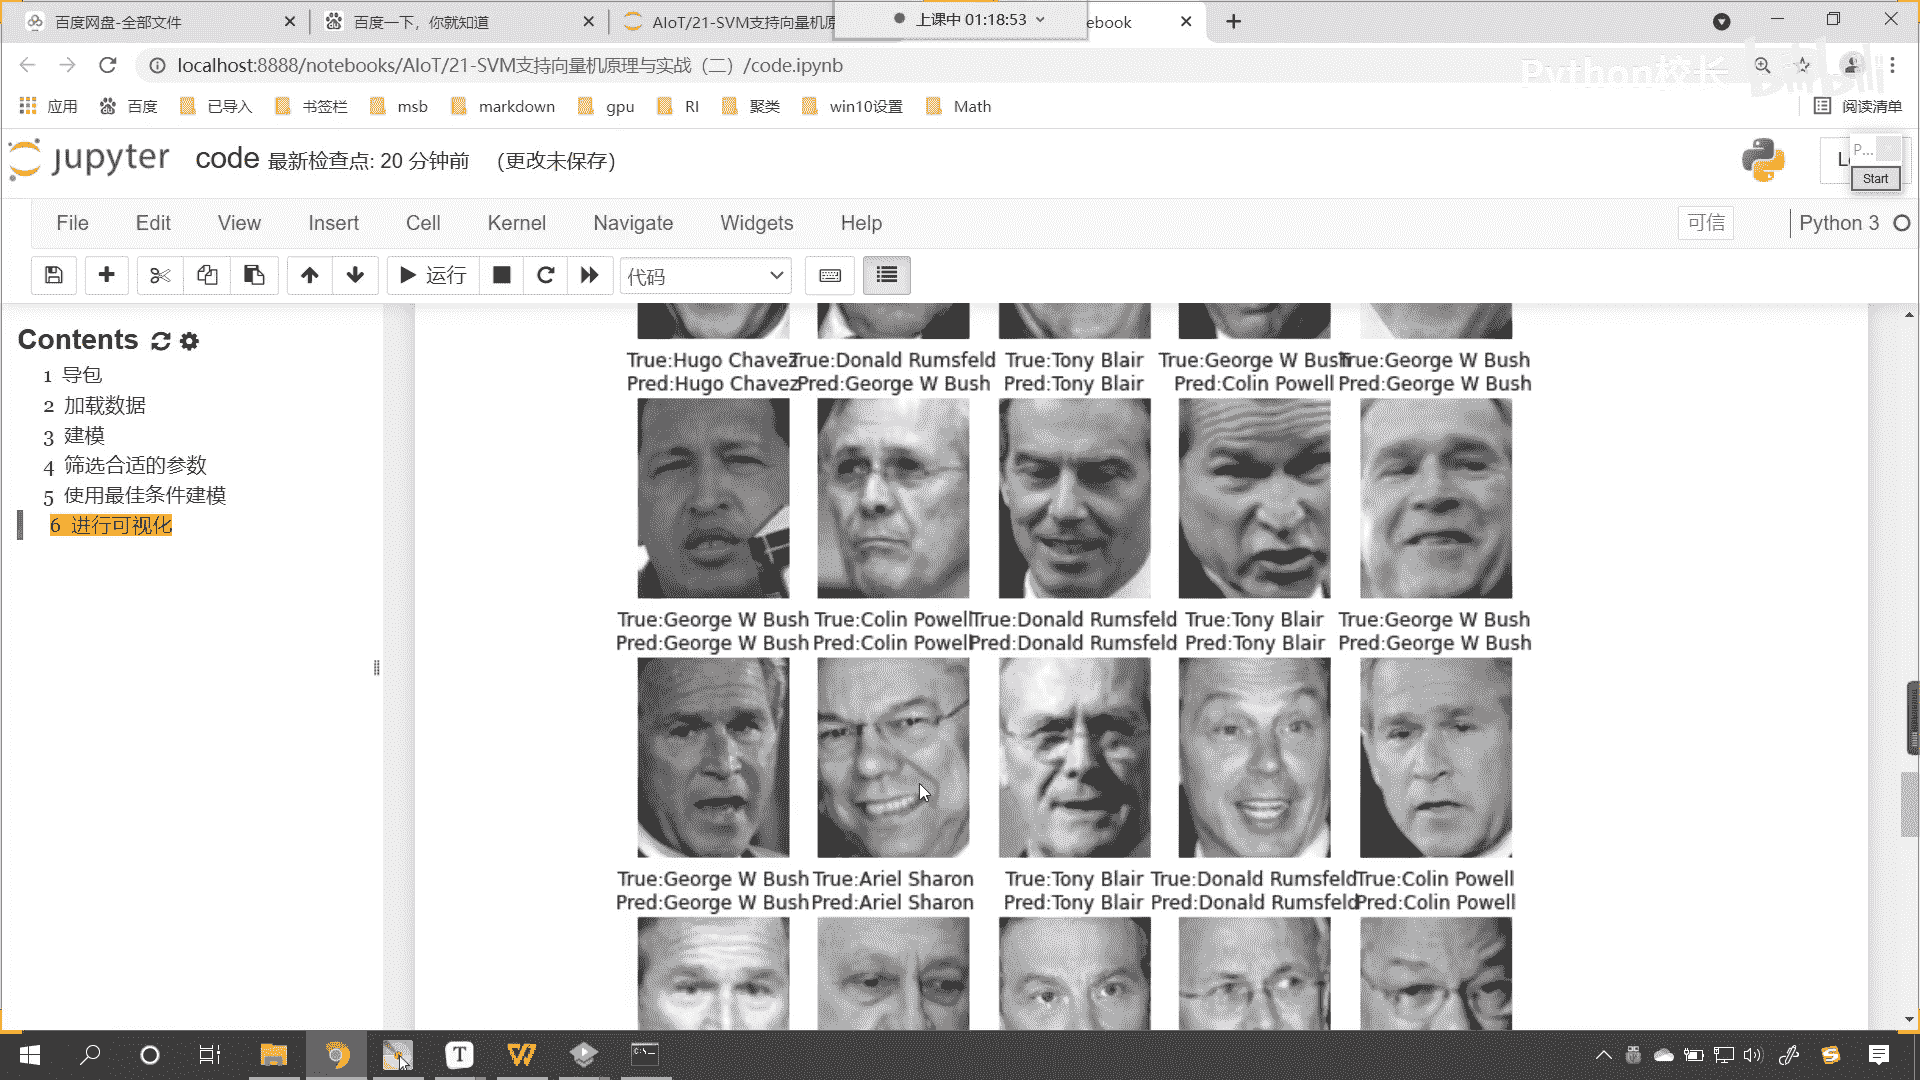 百度网盘-全部文件
百度一下，你就知道
AIoT/21-SVM支持向量机原
上课中 01:18:53
ebook
localhost:8888/notebooks/AIoT/21-SVM支持向量机原理与实战（二）/code.ipynb
Python校长
bilibili
应用
百度
已导入
书签栏
msb
markdown
gpu
RI
聚类
win10设置
Math
阅读清单
jupyter
code 最新检查点: 20 分钟前 (更改未保存)
P...
Start
File Edit View Insert Cell Kernel Navigate Widgets Help
可信
Python 3
运行
代码
Contents
1 导包
2 加载数据
3 建模
4 筛选合适的参数
5 使用最佳条件建模
6 进行可视化
True:Hugo Chavez True:Donald Rumsfeld True:Tony Blair True:George W Bush True:George W Bush
Pred:Hugo Chavez Pred:George W Bush Pred:Tony Blair Pred:Colin Powell Pred:George W Bush
True:George W Bush True:Colin Powell True:Donald Rumsfeld True:Tony Blair True:George W Bush
Pred:George W Bush Pred:Colin Powell Pred:Donald Rumsfeld Pred:Tony Blair Pred:George W Bush
True:George W Bush True:Ariel Sharon True:Tony Blair True:Donald Rumsfeld True:Colin Powell
Pred:George W Bush Pred:Ariel Sharon Pred:Tony Blair Pred:Donald Rumsfeld Pred:Colin Powell